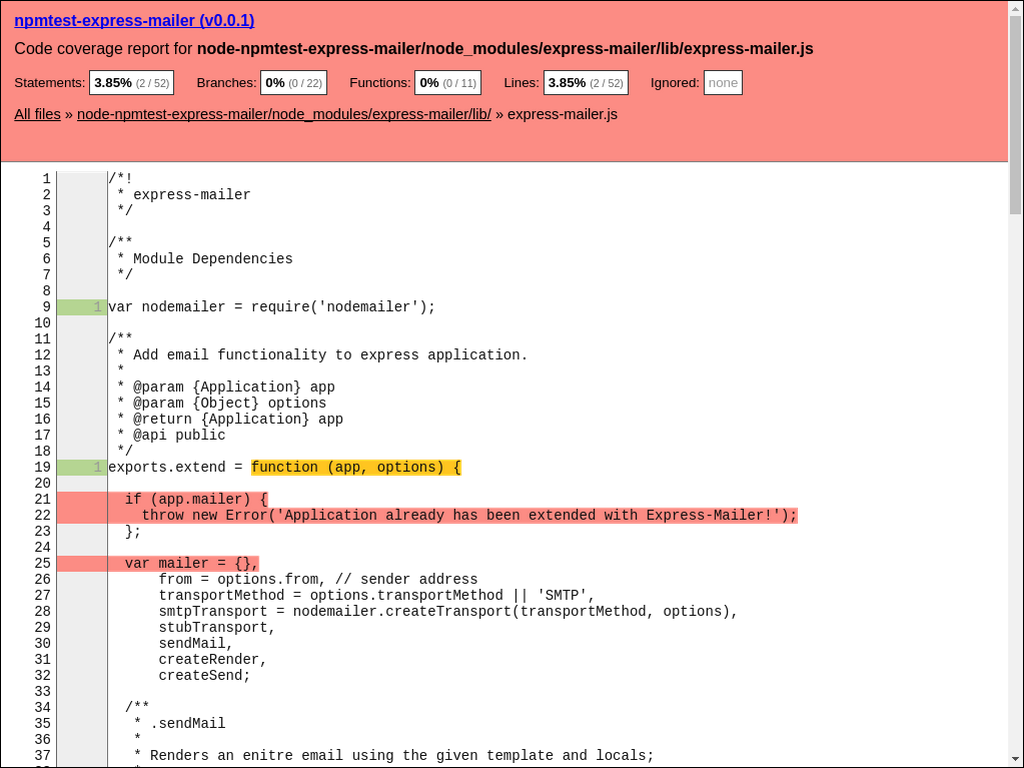 npmtest-express-mailer (v0.0.1)
Code coverage report for node-npmtest-express-mailer/node_modules/express-mailer/lib/express-mailer.js
Statements: 3.85% (2 / 52) Branches: 0% (0 / 22) Functions: 0% (0 / 11) Lines: 3.85% (2 / 52) Ignored: none
All files » node-npmtest-express-mailer/node_modules/express-mailer/lib/ » express-mailer.js
1 /*!
2 * express-mailer
3 */
4
5 /**
6 * Module Dependencies
7 */
8
9 1 var nodemailer = require('nodemailer');
10
11 /**
12 * Add email functionality to express application.
13 *
14 * @param {Application} app
15 * @param {Object} options
16 * @return {Application} app
17 * @api public
18 */
19 1 exports.extend = function (app, options) {
20
21 if (app.mailer) {
22 throw new Error('Application already has been extended with Express-Mailer!');
23 };
24
25 var mailer = {},
26 from = options.from, // sender address
27 transportMethod = options.transportMethod || 'SMTP',
28 smtpTransport = nodemailer.createTransport(transportMethod, options),
29 stubTransport,
30 sendMail,
31 createRender,
32 createSend;
33
34 /**
35 * .sendMail
36 *
37 * Renders an enitre email using the given template and locals;